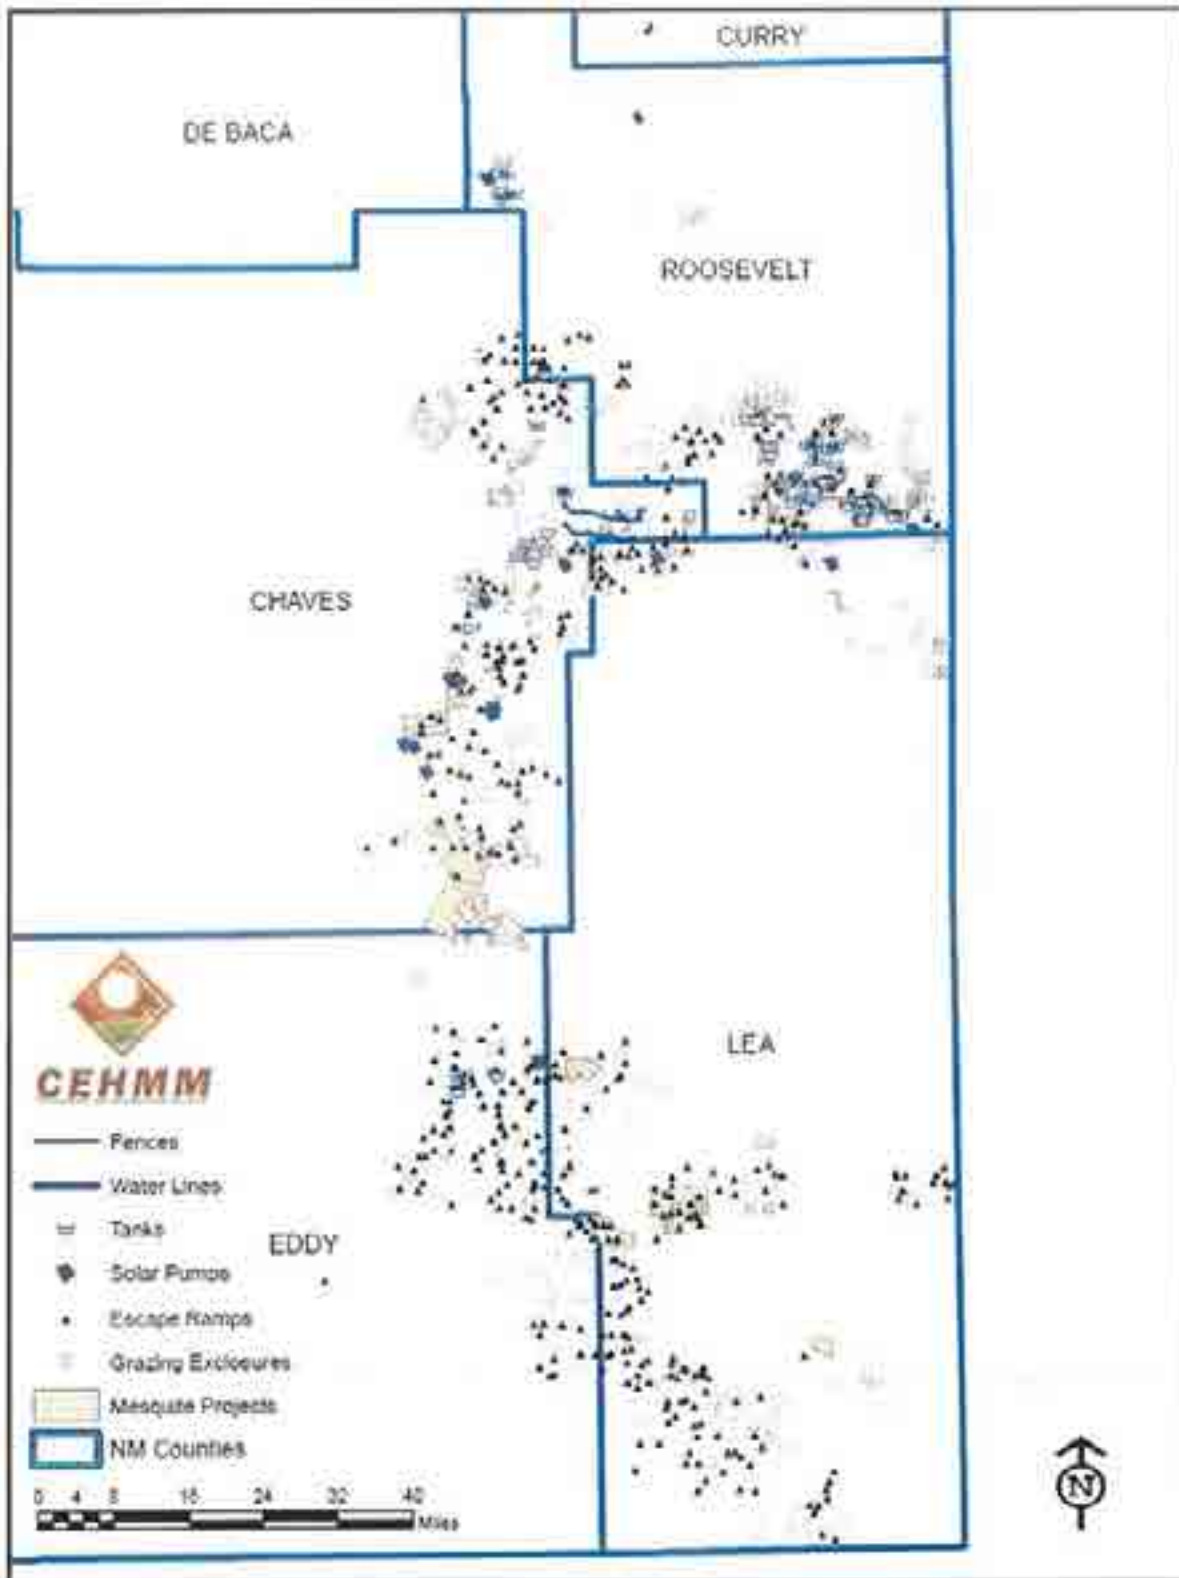 CURRY
DE BACA
ROOSEVELT
CHAVES
LEA
CEHMM
Fences
Water Lines
Tanks
EDDY
Solar Pumps
Escape Ramps
Grazing Exclosures
Mesquite Projects
NM Counties
0 4 8 16 24 32 40
Miles
N